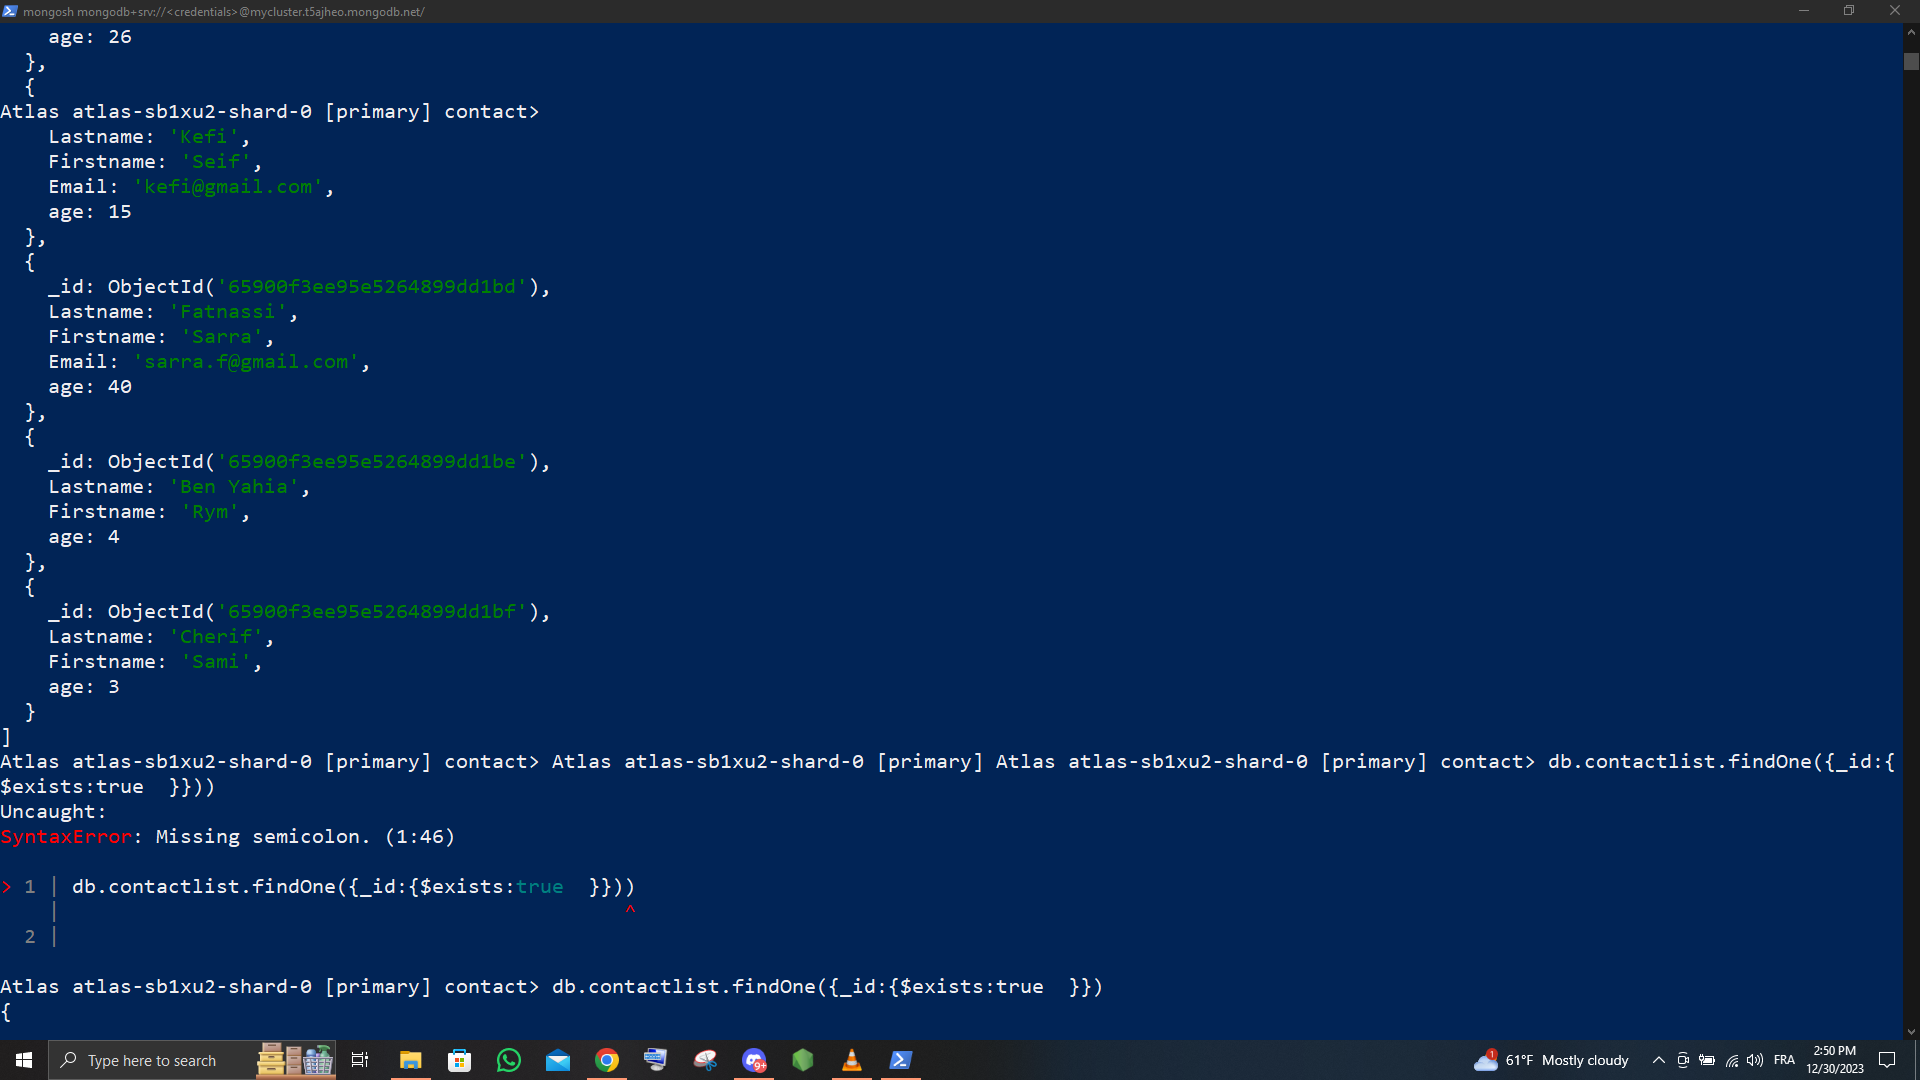 mongosh mongodb+srv://<credentials>@mycluster.t5ajheo.mongodb.net/
age: 26
},
{
Atlas atlas-sb1xu2-shard-0 [primary] contact>
Lastname: 'Kefi',
Firstname: 'Seif',
Email: 'kefi@gmail.com',
age: 15
},
{
_id: ObjectId('65900f3ee95e5264899dd1bd'),
Lastname: 'Fatnassi',
Firstname: 'Sarra',
Email: 'sarra.f@gmail.com',
age: 40
},
{
_id: ObjectId('65900f3ee95e5264899dd1be'),
Lastname: 'Ben Yahia',
Firstname: 'Rym',
age: 4
},
{
_id: ObjectId('65900f3ee95e5264899dd1bf'),
Lastname: 'Cherif',
Firstname: 'Sami',
age: 3
}
]
Atlas atlas-sb1xu2-shard-0 [primary] contact> Atlas atlas-sb1xu2-shard-0 [primary] Atlas atlas-sb1xu2-shard-0 [primary] contact> db.contactlist.findOne({_id:{
$exists:true  }}))
Uncaught:
SyntaxError: Missing semicolon. (1:46)
> 1 | db.contactlist.findOne({_id:{$exists:true  }}))
| ^
2 |
Atlas atlas-sb1xu2-shard-0 [primary] contact> db.contactlist.findOne({_id:{$exists:true  }})
{
Type here to search
9+
1
61°F Mostly cloudy
FRA
2:50 PM
12/30/2023